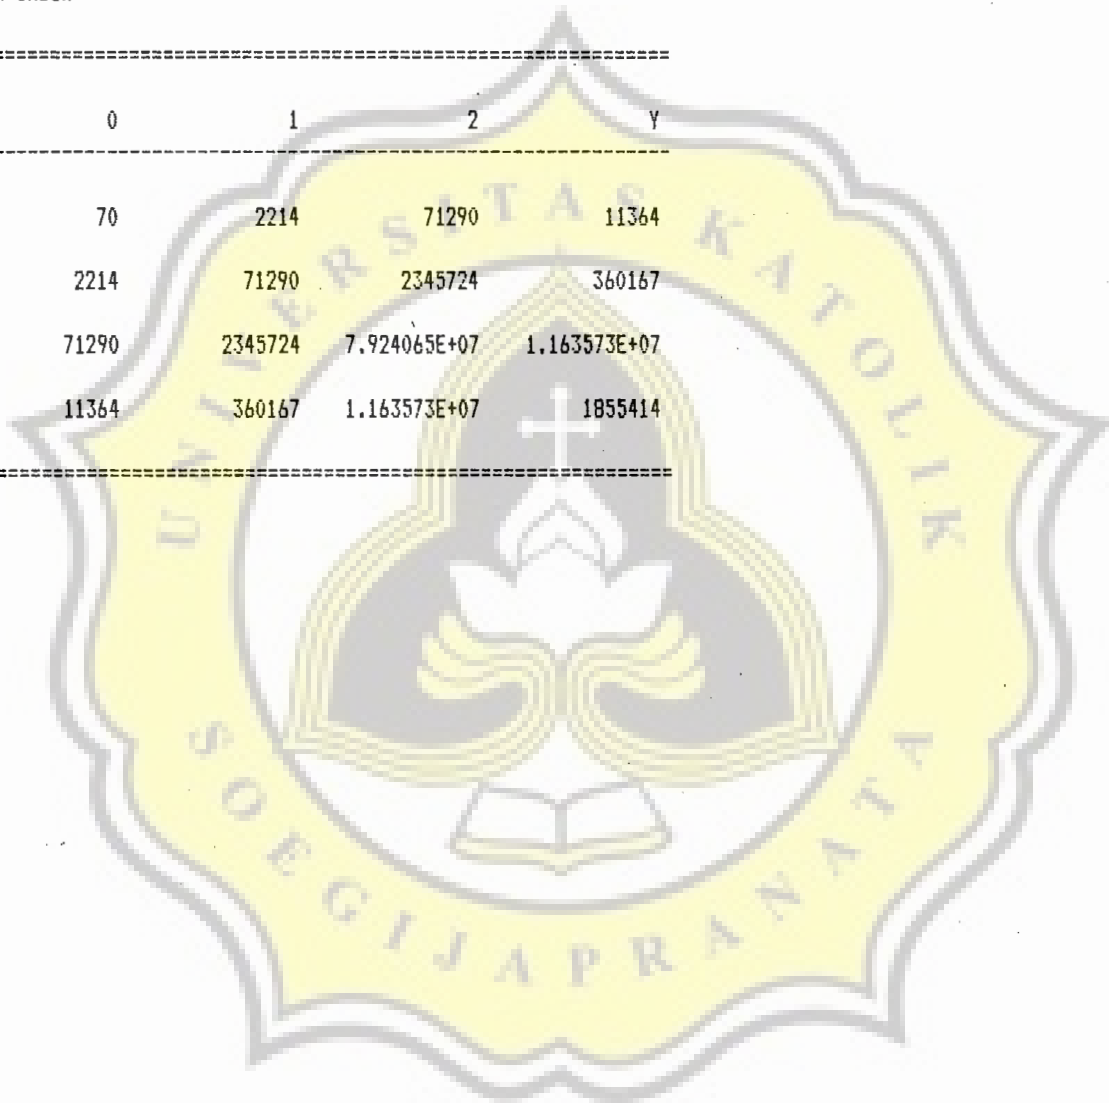 0 1 2 Y
70 2214 71290 11364
2214 71290 2345724 360167
71290 2345724 7.924065E+07 1.163573E+07
11364 360167 1.163573E+07 1855414
UNIVERSITAS KATOLIK
SOEGIJAPRANATA